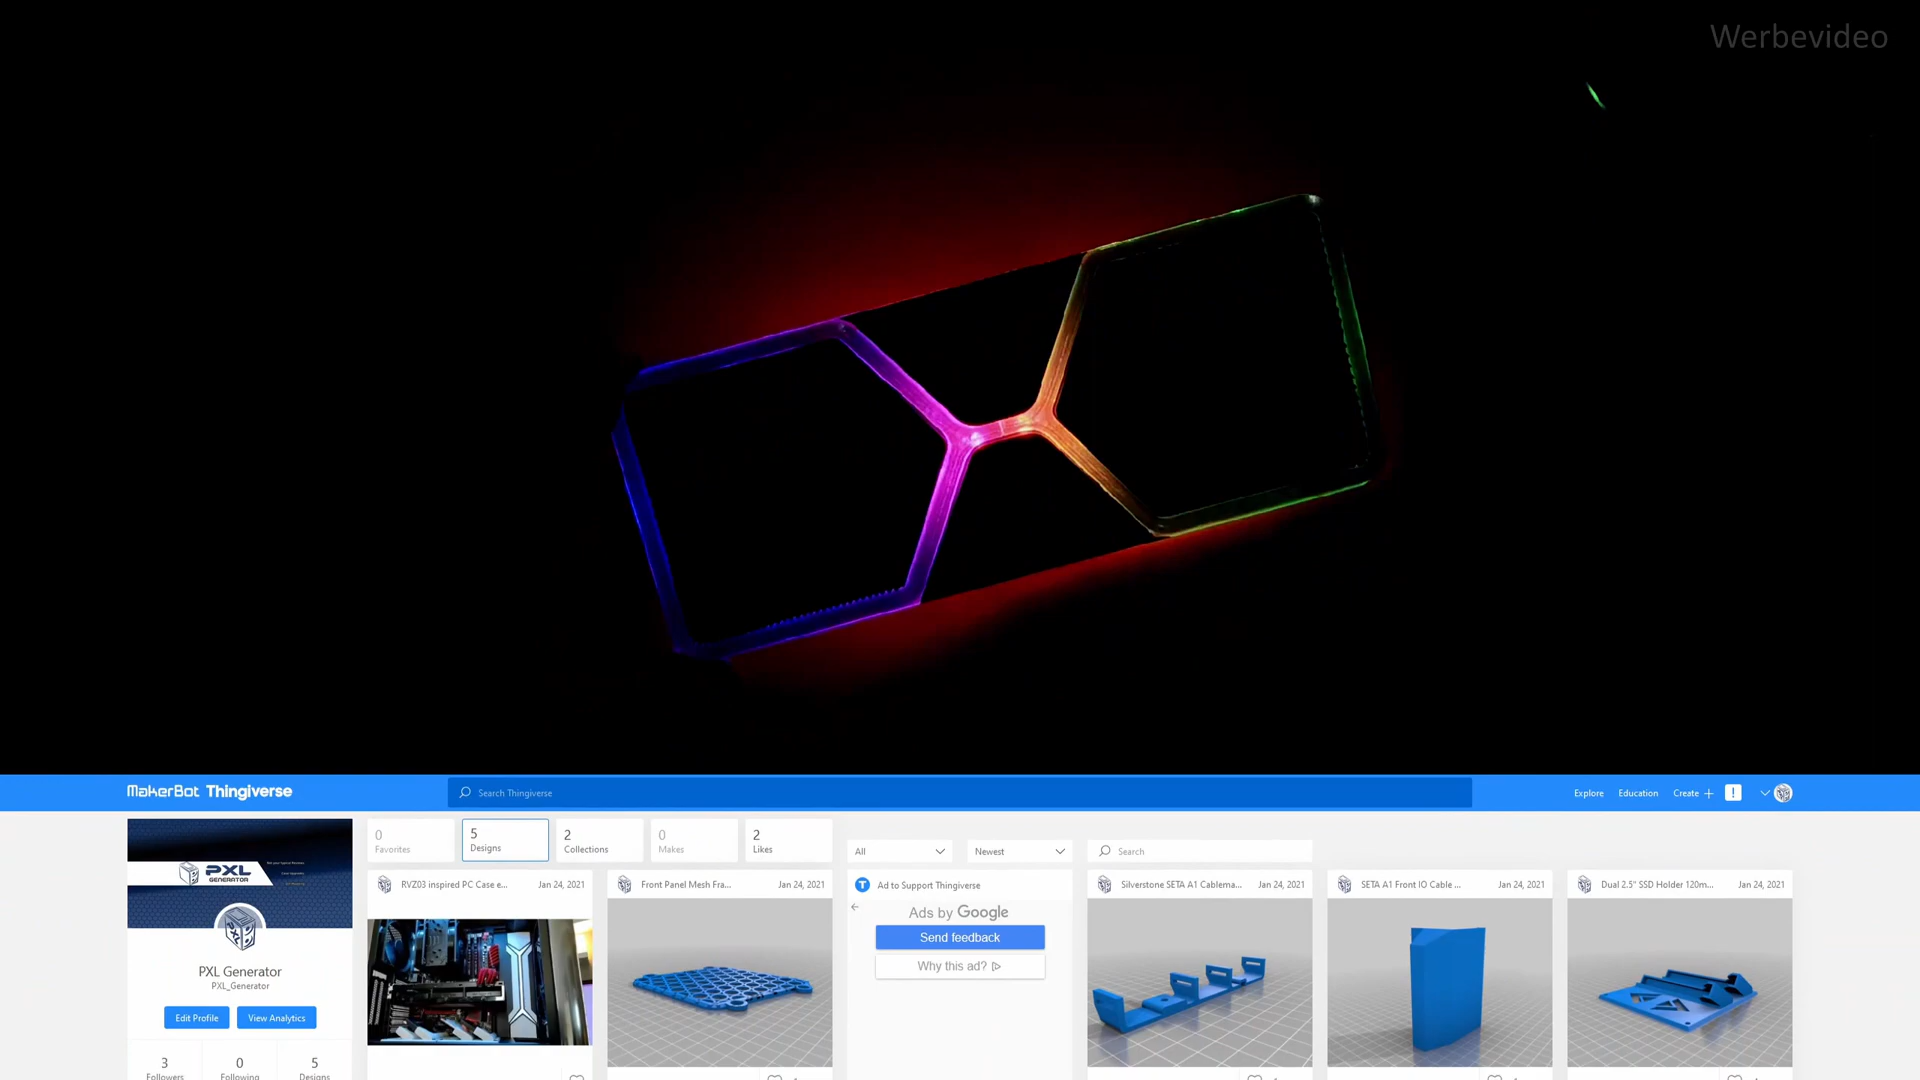 Werbevideo
MakerBot Thingiverse
Search Thingiverse
Explore
Education
Create
PXL
GENERATOR
PXL Generator
PXL_Generator
Edit Profile
View Analytics
3
Followers
0
Following
5
Designs
0
Favorites
5
Designs
2
Collections
0
Makes
2
Likes
All
Newest
Search
RVZ03 inspired PC Case e...
Jan 24, 2021
Front Panel Mesh Fra...
Jan 24, 2021
Ad to Support Thingiverse
Ads by Google
Send feedback
Why this ad?
Silverstone SETA A1 Cablema...
Jan 24, 2021
SETA A1 Front IO Cable ...
Jan 24, 2021
Dual 2.5" SSD Holder 120m...
Jan 24, 2021